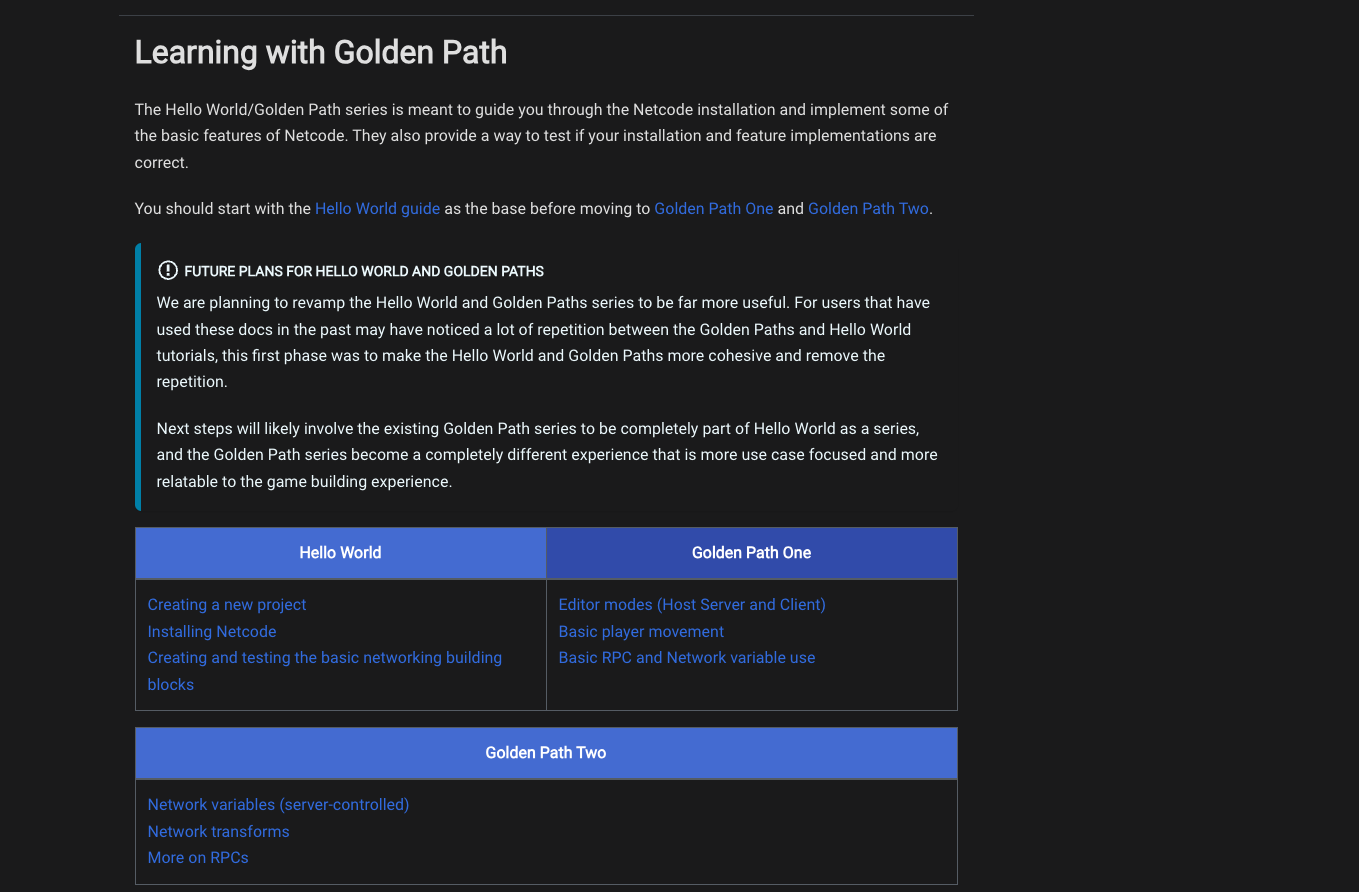 Learning with Golden Path
The Hello World/Golden Path series is meant to guide you through the Netcode installation and implement some of
the basic features of Netcode. They also provide a way to test if your installation and feature implementations are
correct.
You should start with the Hello World guide as the base before moving to Golden Path One and Golden Path Two.
FUTURE PLANS FOR HELLO WORLD AND GOLDEN PATHS
We are planning to revamp the Hello World and Golden Paths series to be far more useful. For users that have
used these docs in the past may have noticed a lot of repetition between the Golden Paths and Hello World
tutorials, this first phase was to make the Hello World and Golden Paths more cohesive and remove the
repetition.
Next steps will likely involve the existing Golden Path series to be completely part of Hello World as a series,
and the Golden Path series become a completely different experience that is more use case focused and more
relatable to the game building experience.
Hello World
Golden Path One
Creating a new project
Installing Netcode
Creating and testing the basic networking building
blocks
Editor modes (Host Server and Client)
Basic player movement
Basic RPC and Network variable use
Golden Path Two
Network variables (server-controlled)
Network transforms
More on RPCs